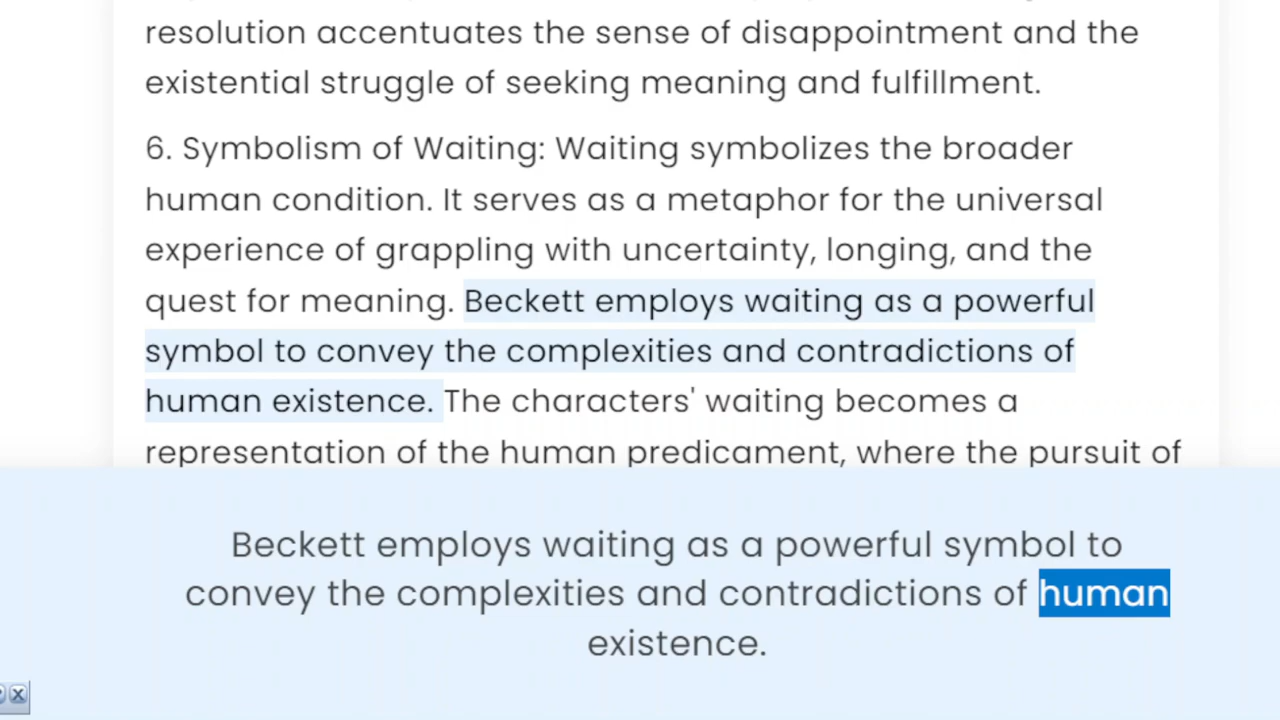 resolution accentuates the sense of disappointment and the
existential struggle of seeking meaning and fulfillment.
6. Symbolism of Waiting: Waiting symbolizes the broader
human condition. It serves as a metaphor for the universal
experience of grappling with uncertainty, longing, and the
quest for meaning. Beckett employs waiting as a powerful
symbol to convey the complexities and contradictions of
human existence. The characters' waiting becomes a
representation of the human predicament, where the pursuit of
Beckett employs waiting as a powerful symbol to
convey the complexities and contradictions of human
existence.